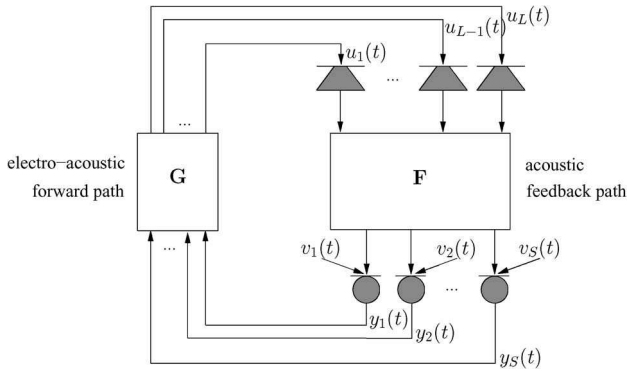 u_L(t)
u_{L-1}(t)
u_1(t)
...
...
electro-acoustic
forward path
G
F
acoustic
feedback path
...
v_1(t)
v_2(t)
v_S(t)
...
y_1(t)
y_2(t)
y_S(t)